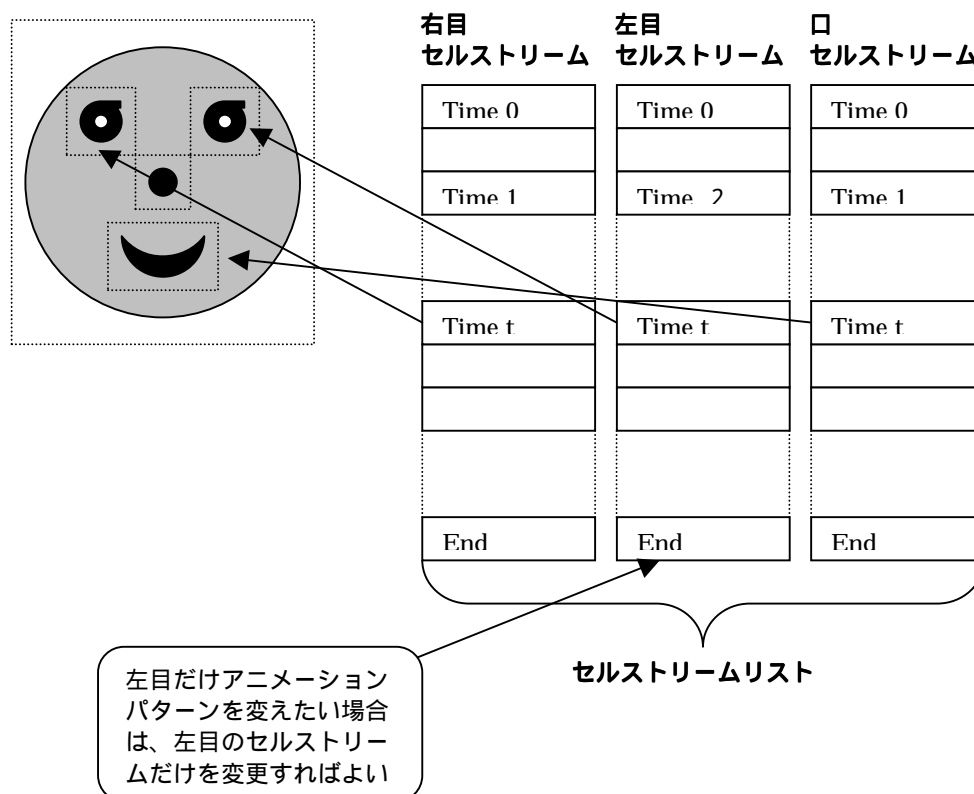 右目
セルストリーム
左目
セルストリーム
口
セルストリーム
Time 0
Time 0
Time 0
Time 1
Time 2
Time 1
Time t
Time t
Time t
End
End
End
セルストリームリスト
左目だけアニメーション
パターンを変えたい場合
は、左目のセルストリー
ムだけを変更すればよい